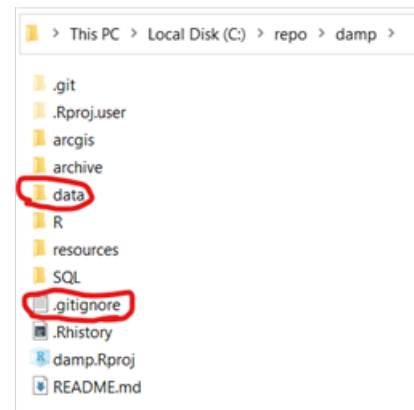 > This PC > Local Disk (C:) > repo > damp >
.git
.Rproj.user
arcgis
archive
data
R
resources
SQL
.gitignore
.Rhistory
damp.Rproj
README.md